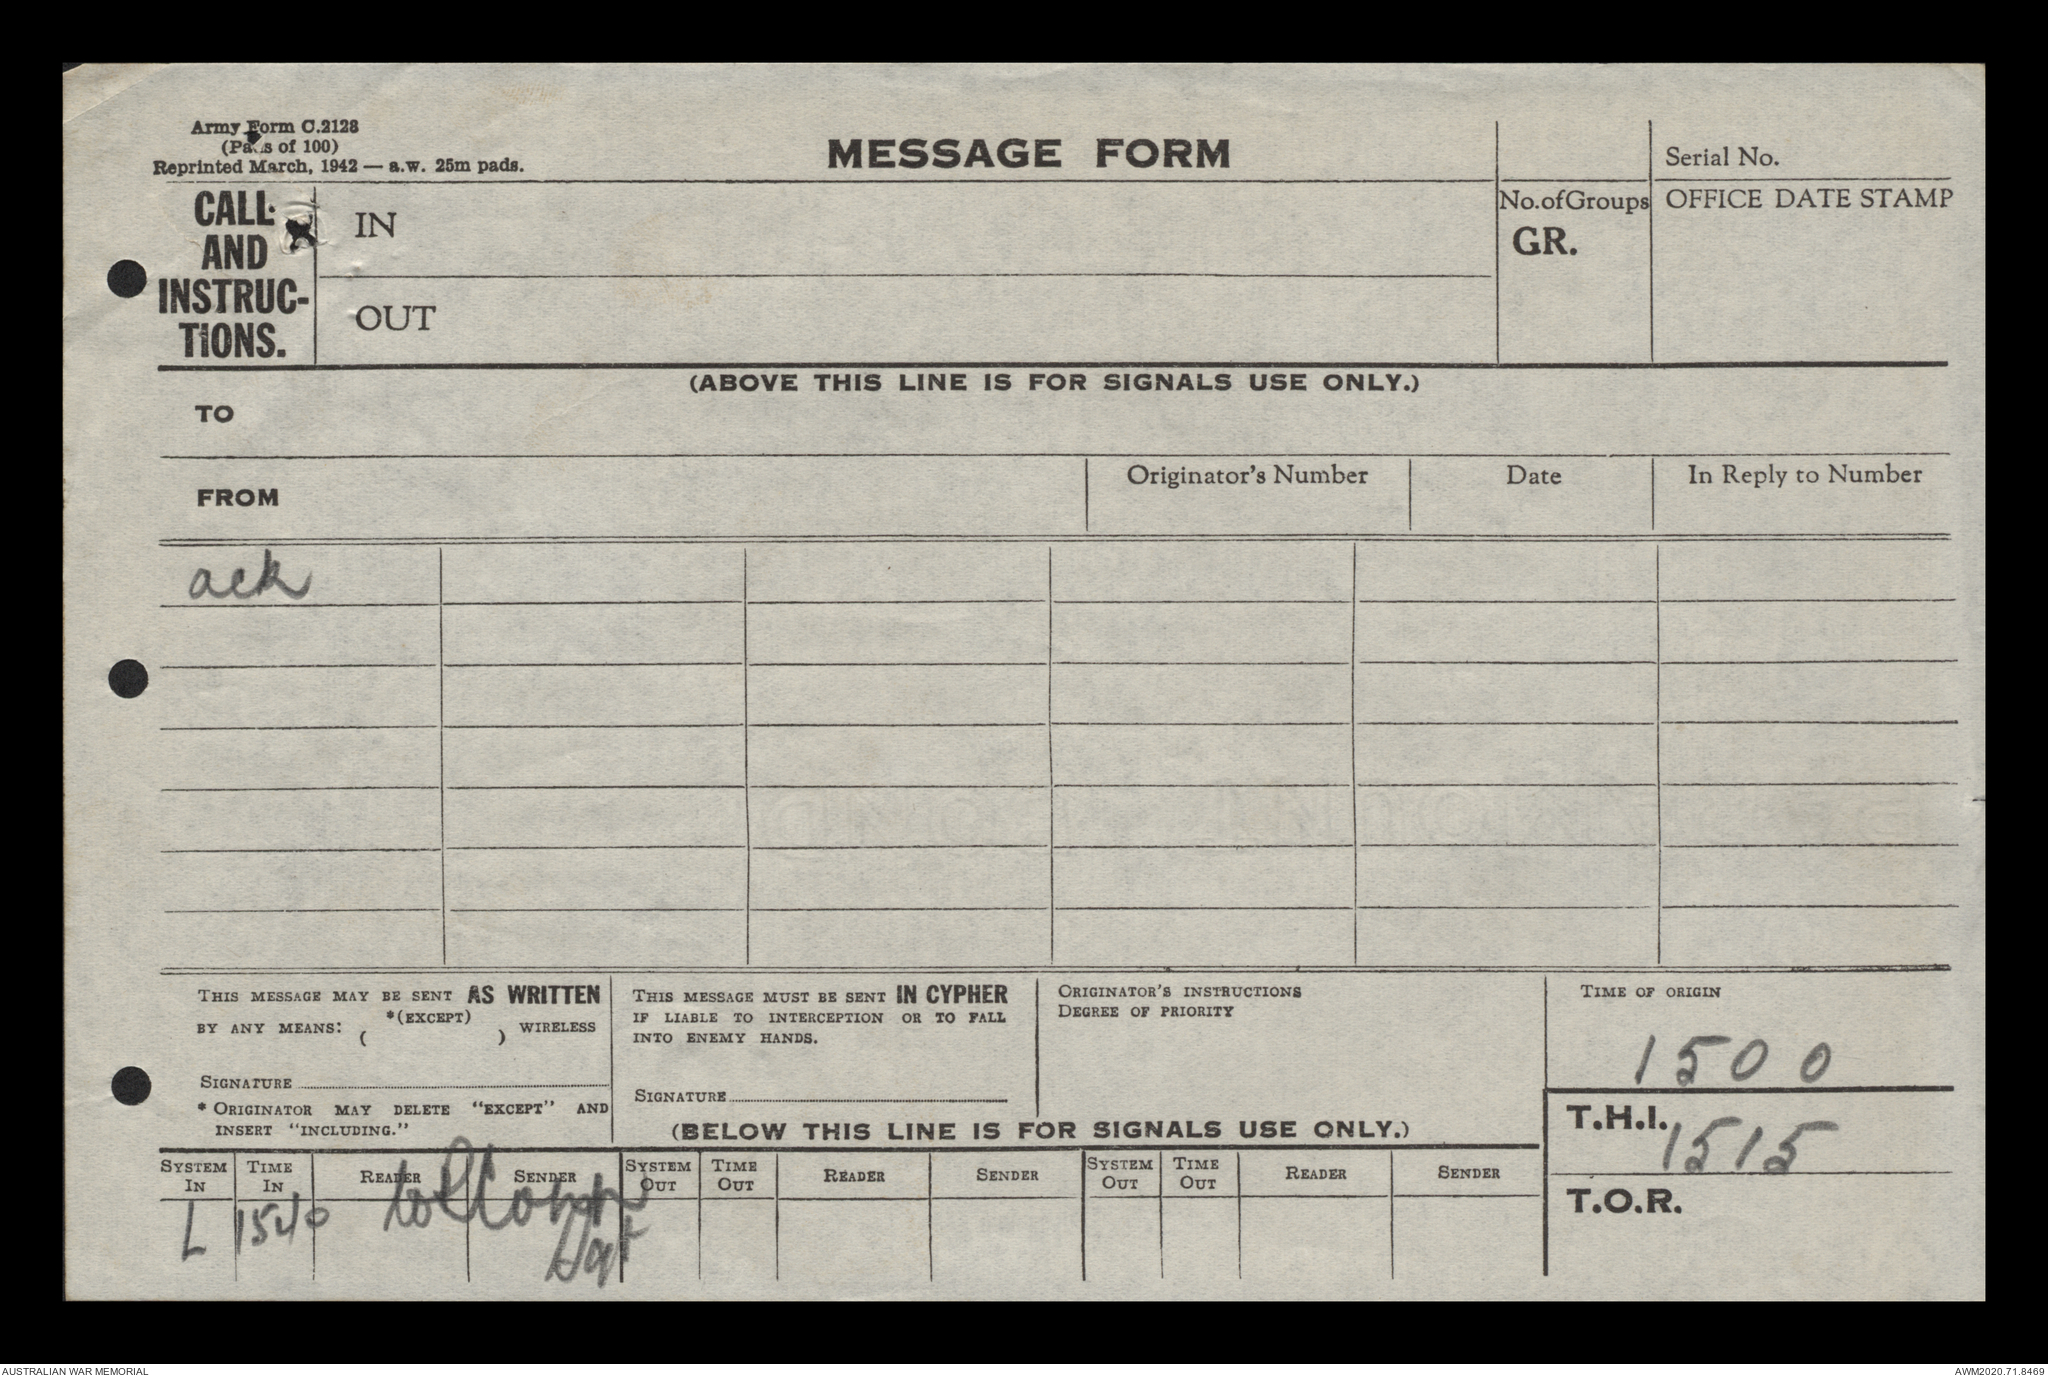 Army Form C.2128
(Pads of 100)
Reprinted March, 1942 — a.w. 25m pads.
MESSAGE FORM
Serial No.
CALL AND INSTRUC-TIONS.
IN
No.of Groups
GR.
OFFICE DATE STAMP
OUT
(ABOVE THIS LINE IS FOR SIGNALS USE ONLY.)
TO
FROM
Originator's Number
Date
In Reply to Number
ack
THIS MESSAGE MAY BE SENT AS WRITTEN
BY ANY MEANS: *(EXCEPT) ( ) WIRELESS
SIGNATURE
* ORIGINATOR MAY DELETE "EXCEPT" AND
INSERT "INCLUDING."
THIS MESSAGE MUST BE SENT IN CYPHER
IF LIABLE TO INTERCEPTION OR TO FALL
INTO ENEMY HANDS.
SIGNATURE
ORIGINATOR'S INSTRUCTIONS
DEGREE OF PRIORITY
TIME OF ORIGIN
1500
(BELOW THIS LINE IS FOR SIGNALS USE ONLY.)
T.H.I. 1515
T.O.R.
SYSTEM IN
TIME IN
READER
SENDER
SYSTEM OUT
TIME OUT
READER
SENDER
SYSTEM OUT
TIME OUT
READER
SENDER
L 1540
Sgt
AUSTRALIAN WAR MEMORIAL
AWM2020.71.8469